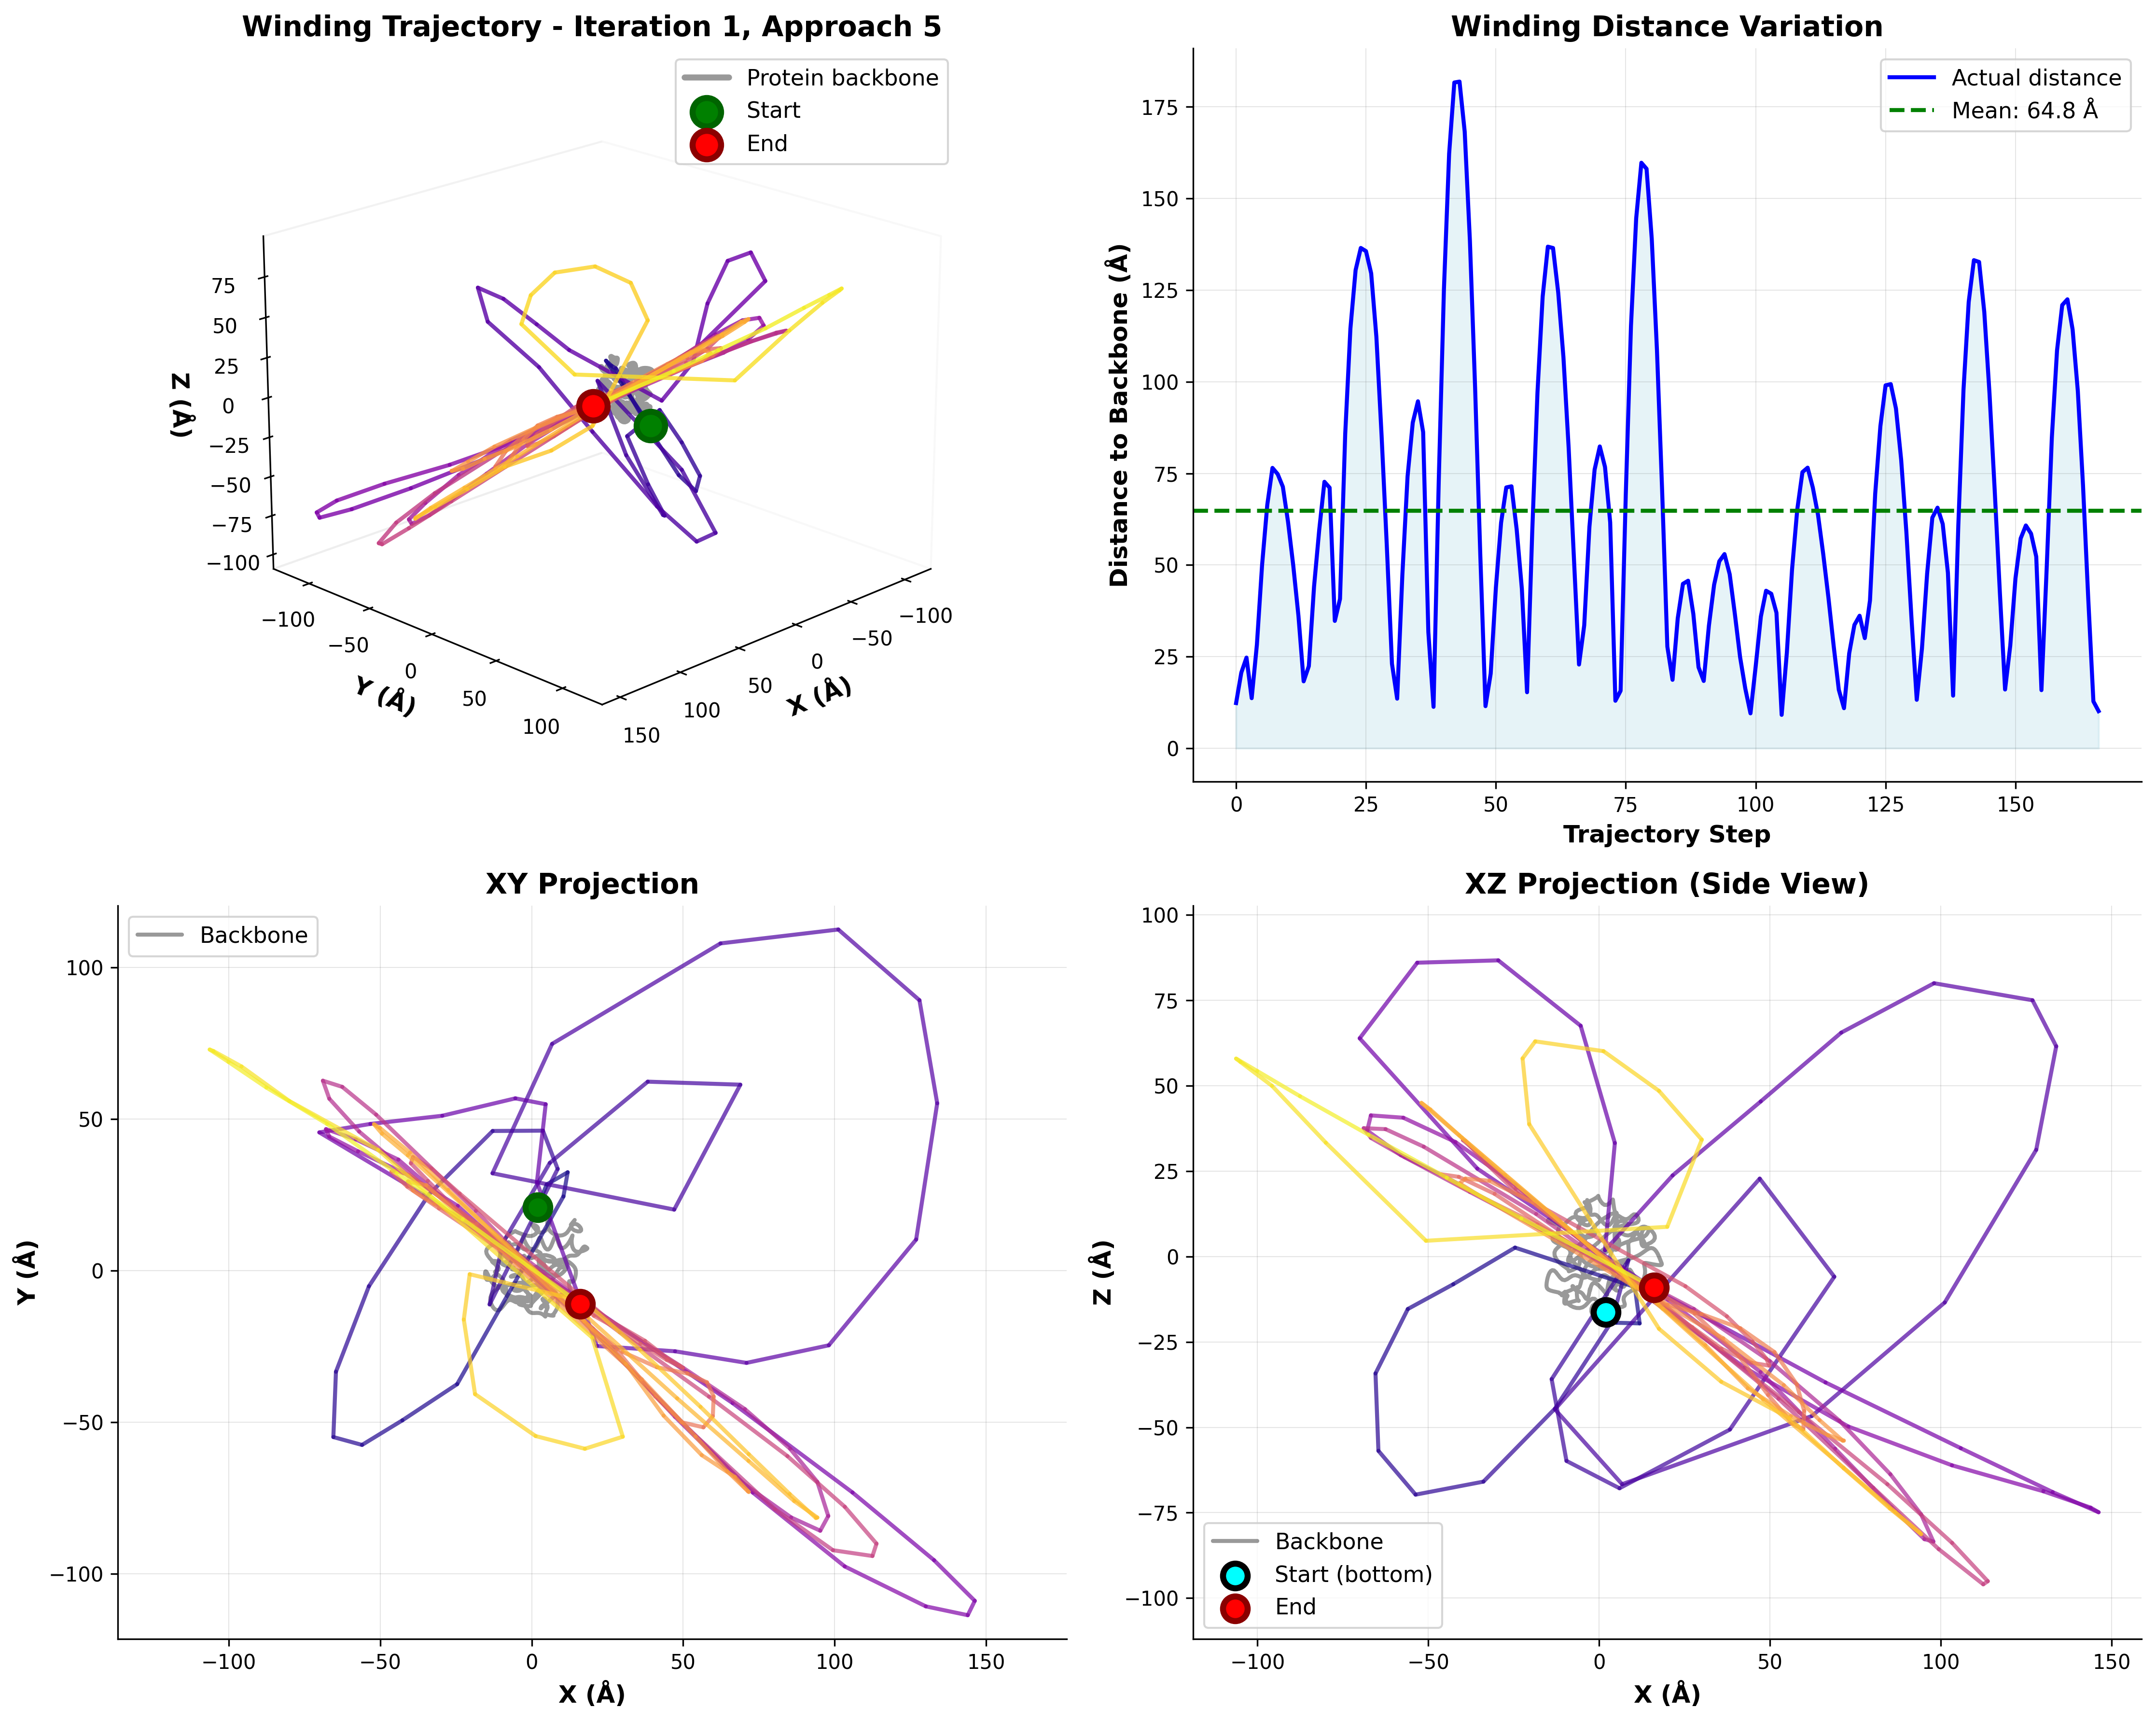 Winding Trajectory - Iteration 1, Approach 5
Protein backbone
Start
End
75
50
25
0
−25
−50
−75
−100
Z (Å)
−100
−50
0
50
100
Y (Å)
150
100
50
0
−50
−100
X (Å)
Winding Distance Variation
Actual distance
Mean: 64.8 Å
175
150
125
100
75
50
25
0
Distance to Backbone (Å)
0 25 50 75 100 125 150
Trajectory Step
XY Projection
Backbone
100
50
0
−50
−100
Y (Å)
−100 −50 0 50 100 150
X (Å)
XZ Projection (Side View)
100
75
50
25
0
−25
−50
−75
−100
Z (Å)
Backbone
Start (bottom)
End
−100 −50 0 50 100 150
X (Å)